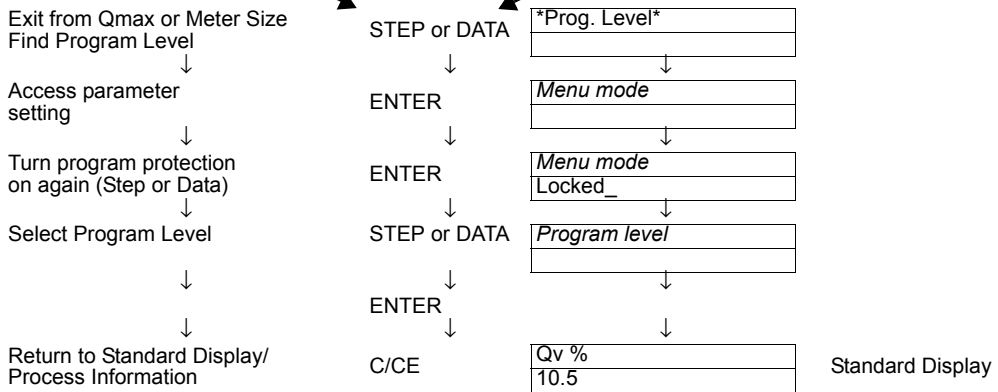 Exit from Qmax or Meter Size
Find Program Level
STEP or DATA
*Prog. Level*
↓ ↓ ↓
Access parameter
setting
ENTER
Menu mode
↓ ↓ ↓
Turn program protection
on again (Step or Data)
ENTER
Menu mode
Locked_
↓ ↓ ↓
Select Program Level
STEP or DATA
Program level
↓ ↓ ↓
ENTER
↓ ↓ ↓
Return to Standard Display/
Process Information
C/CE
Qv %
10.5
Standard Display